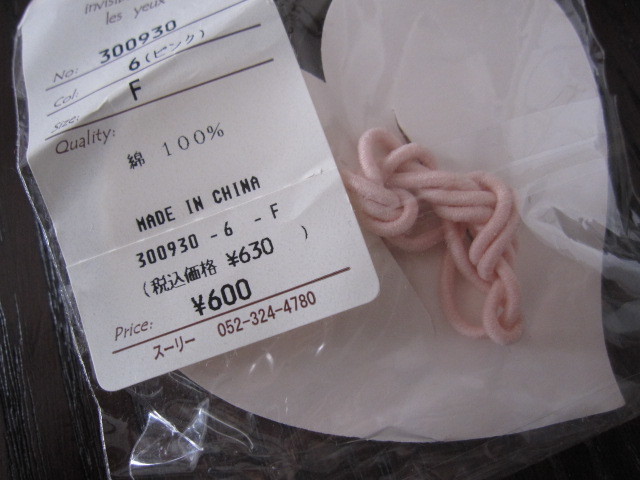 les yeux
No: 300930
Col. 6(ピンク)
size: F
Quality:
綿 100%
MADE IN CHINA
300930 - 6 - F
(税込価格 ¥630 )
Price: ¥600
スーリー 052-324-4780